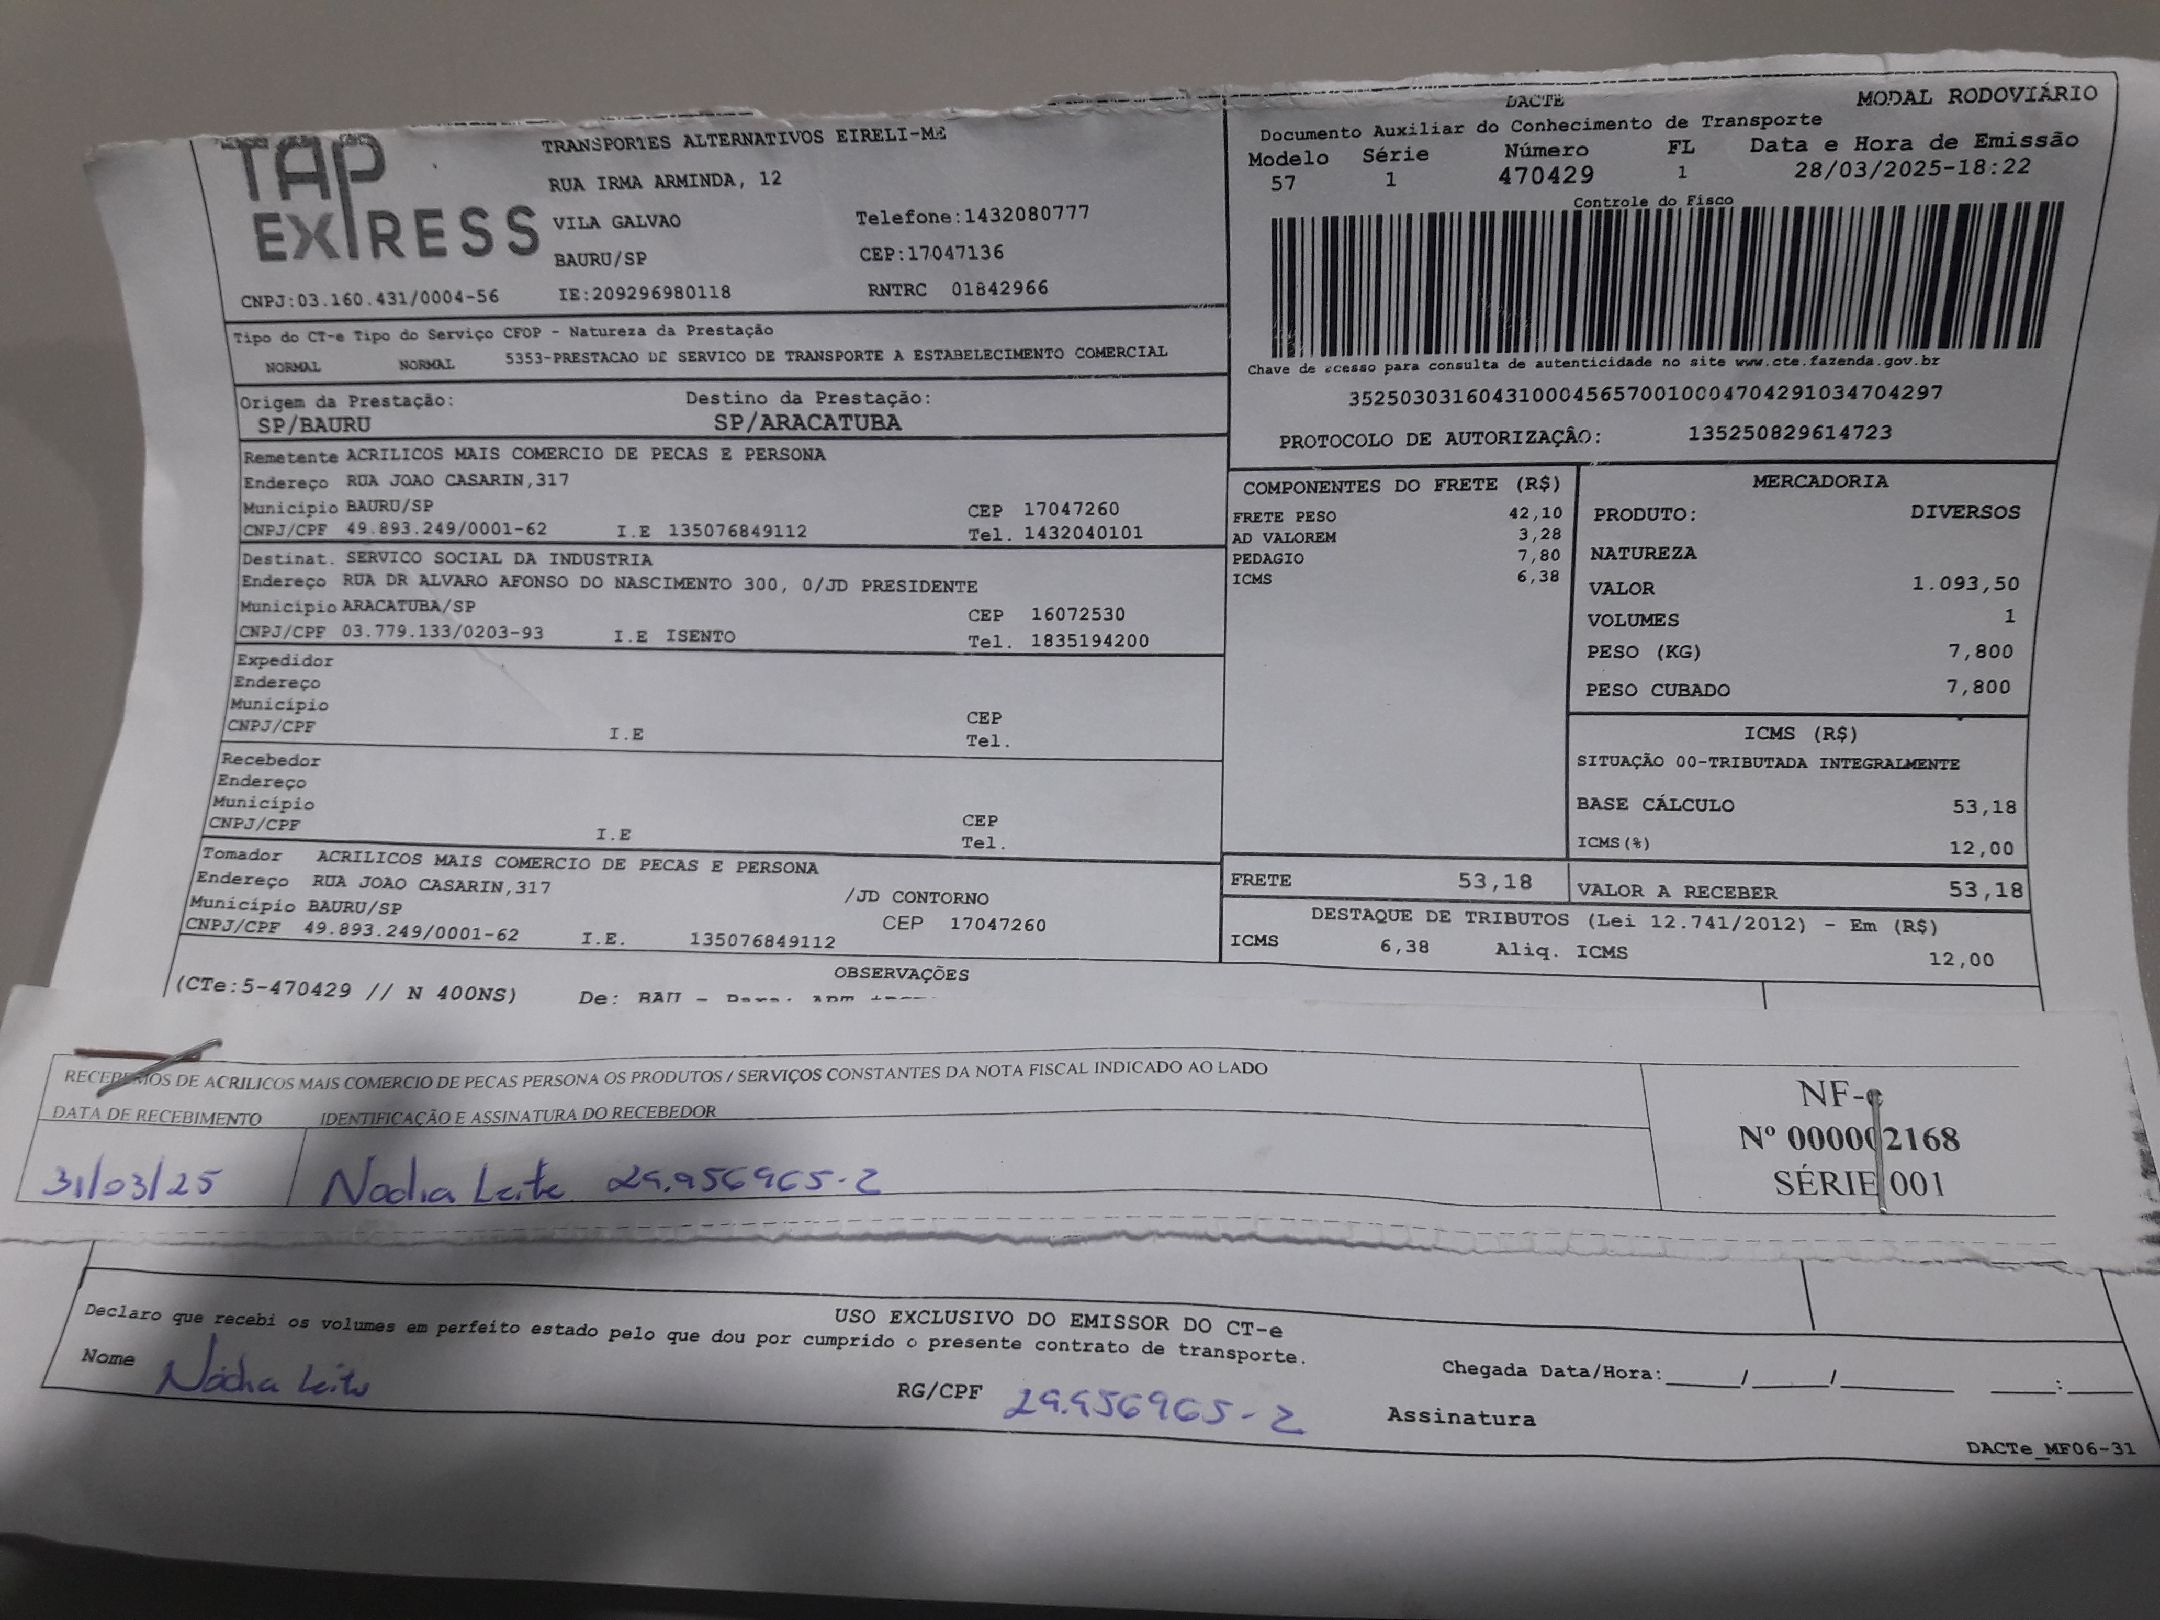 TAP EXPRESS
TRANSPORTES ALTERNATIVOS EIRELI-ME
RUA IRMA ARMINDA, 12
VILA GALVAO Telefone:1432080777
BAURU/SP CEP:17047136
CNPJ:03.160.431/0004-56 IE:209296980118 RNTRC 01842966
DACTE MODAL RODOVIÁRIO
Documento Auxiliar do Conhecimento de Transporte
Modelo Série Número FL Data e Hora de Emissão
57 1 470429 1 28/03/2025-18:22
Controle do Fisco
Chave de acesso para consulta de autenticidade no site www.cte.fazenda.gov.br
35250303160431000456570010004704291034704297
PROTOCOLO DE AUTORIZAÇÃO: 135250829614723
Tipo do CT-e Tipo do Serviço CFOP - Natureza da Prestação
NORMAL NORMAL 5353-PRESTACAO DE SERVICO DE TRANSPORTE A ESTABELECIMENTO COMERCIAL
Origem da Prestação: Destino da Prestação:
SP/BAURU SP/ARACATUBA
Remetente ACRILICOS MAIS COMERCIO DE PECAS E PERSONA
Endereço RUA JOAO CASARIN,317
Município BAURU/SP CEP 17047260
CNPJ/CPF 49.893.249/0001-62 I.E 135076849112 Tel. 1432040101
Destinat. SERVICO SOCIAL DA INDUSTRIA
Endereço RUA DR ALVARO AFONSO DO NASCIMENTO 300, 0/JD PRESIDENTE
Município ARACATUBA/SP CEP 16072530
CNPJ/CPF 03.779.133/0203-93 I.E ISENTO Tel. 1835194200
Expedidor
Endereço
Município CEP
CNPJ/CPF I.E Tel.
Recebedor
Endereço
Município CEP
CNPJ/CPF I.E Tel.
Tomador ACRILICOS MAIS COMERCIO DE PECAS E PERSONA
Endereço RUA JOAO CASARIN,317 /JD CONTORNO
Município BAURU/SP CEP 17047260
CNPJ/CPF 49.893.249/0001-62 I.E. 135076849112
COMPONENTES DO FRETE (R$)
FRETE PESO 42,10
AD VALOREM 3,28
PEDAGIO 7,80
ICMS 6,38
MERCADORIA
PRODUTO: DIVERSOS
NATUREZA
VALOR 1.093,50
VOLUMES 1
PESO (KG) 7,800
PESO CUBADO 7,800
ICMS (R$)
SITUAÇÃO 00-TRIBUTADA INTEGRALMENTE
BASE CÁLCULO 53,18
ICMS(%) 12,00
FRETE 53,18 VALOR A RECEBER 53,18
DESTAQUE DE TRIBUTOS (Lei 12.741/2012) - Em (R$)
ICMS 6,38 Aliq. ICMS 12,00
OBSERVAÇÕES
(CTe:5-470429 // N 400NS) De: BAU - Para:
RECEBEMOS DE ACRILICOS MAIS COMERCIO DE PECAS PERSONA OS PRODUTOS / SERVIÇOS CONSTANTES DA NOTA FISCAL INDICADO AO LADO
DATA DE RECEBIMENTO IDENTIFICAÇÃO E ASSINATURA DO RECEBEDOR
31/03/25 Nadia Leite 29.956965-2
NF-e
Nº 000002168
SÉRIE 001
USO EXCLUSIVO DO EMISSOR DO CT-e
Declaro que recebi os volumes em perfeito estado pelo que dou por cumprido o presente contrato de transporte.
Nome Nádia Leite RG/CPF 29.956965-2 Chegada Data/Hora:_____/_____/_______ ____:____
Assinatura
DACTe_MF06-31